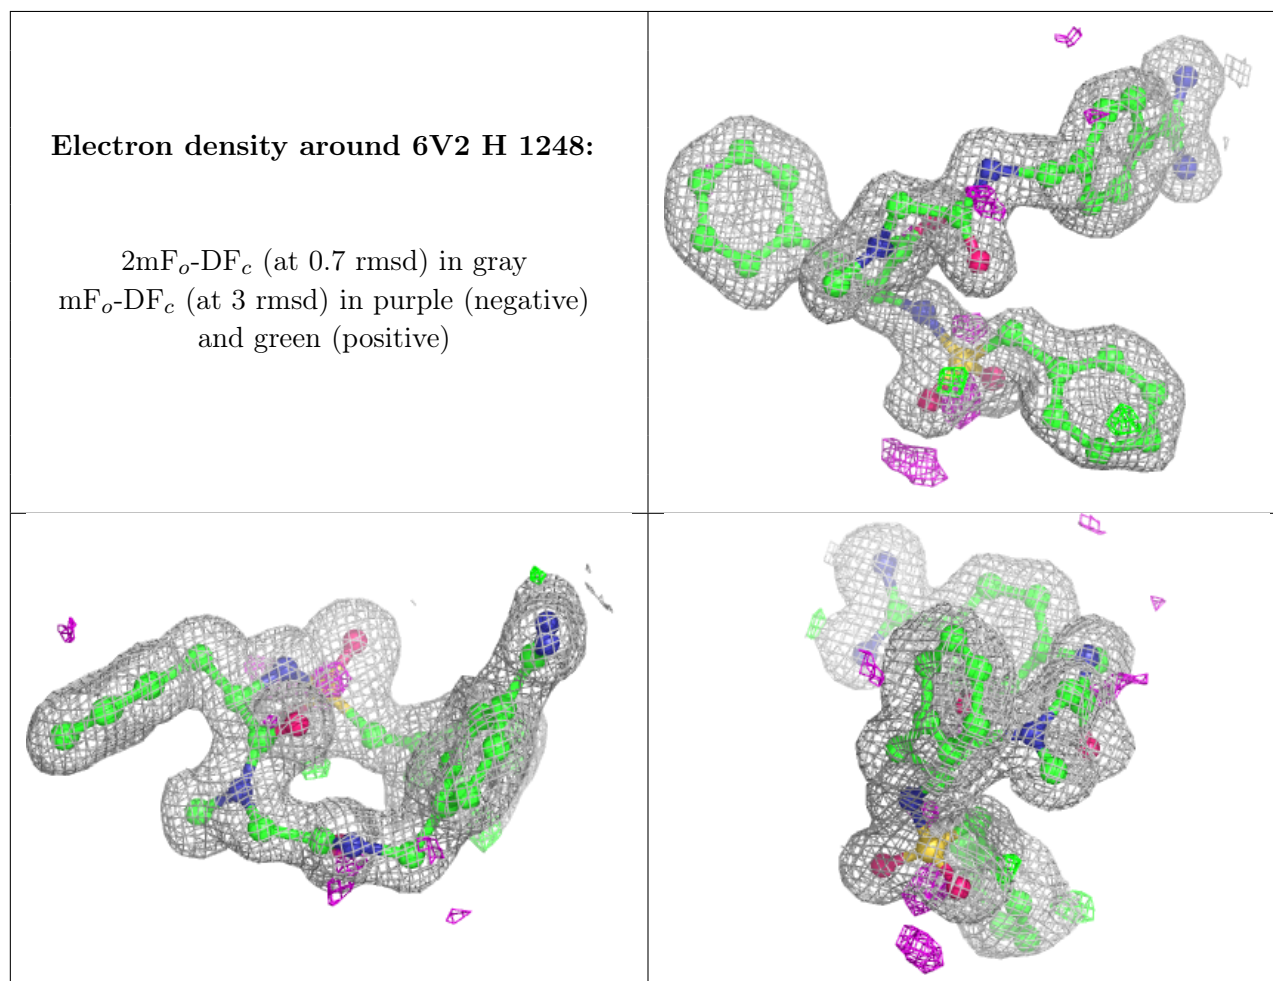 Electron density around 6V2 H 1248:
2mFo-DFc (at 0.7 rmsd) in gray
mFo-DFc (at 3 rmsd) in purple (negative)
and green (positive)